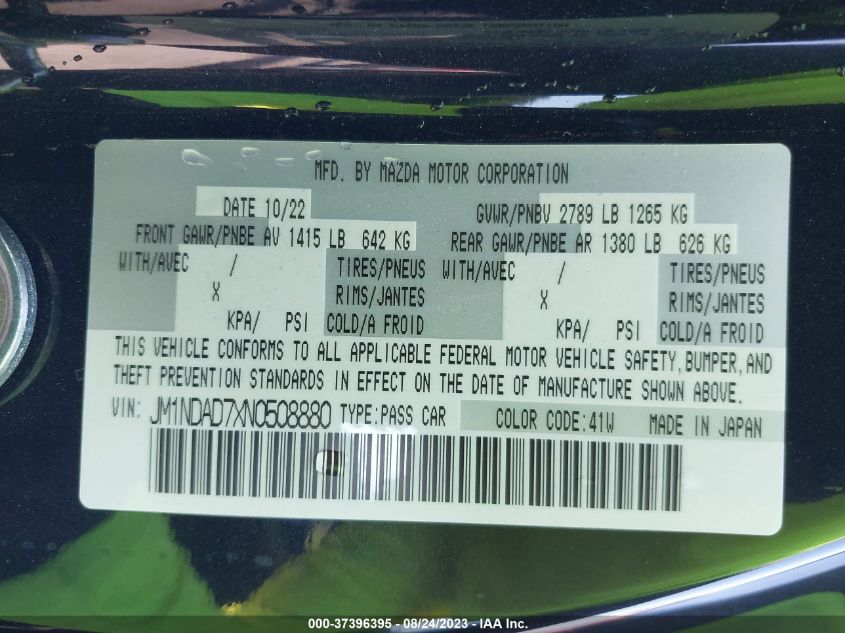 MFD. BY MAZDA MOTOR CORPORATION
DATE 10/22 GVWR/PNBV 2789 LB 1265 KG
FRONT GAWR/PNBE AV 1415 LB 642 KG REAR GAWR/PNBE AR 1380 LB 626 KG
WITH/AVEC / TIRES/PNEUS WITH/AVEC / TIRES/PNEUS
X RIMS/JANTES X RIMS/JANTES
KPA/ PSI COLD/A FROID KPA/ PSI COLD/A FROID
THIS VEHICLE CONFORMS TO ALL APPLICABLE FEDERAL MOTOR VEHICLE SAFETY, BUMPER, AND
THEFT PREVENTION STANDARDS IN EFFECT ON THE DATE OF MANUFACTURE SHOWN ABOVE.
VIN: JM1NDAD7XN0508880 TYPE: PASS CAR COLOR CODE: 41W MADE IN JAPAN
000-37396395 - 08/24/2023 - IAA Inc.